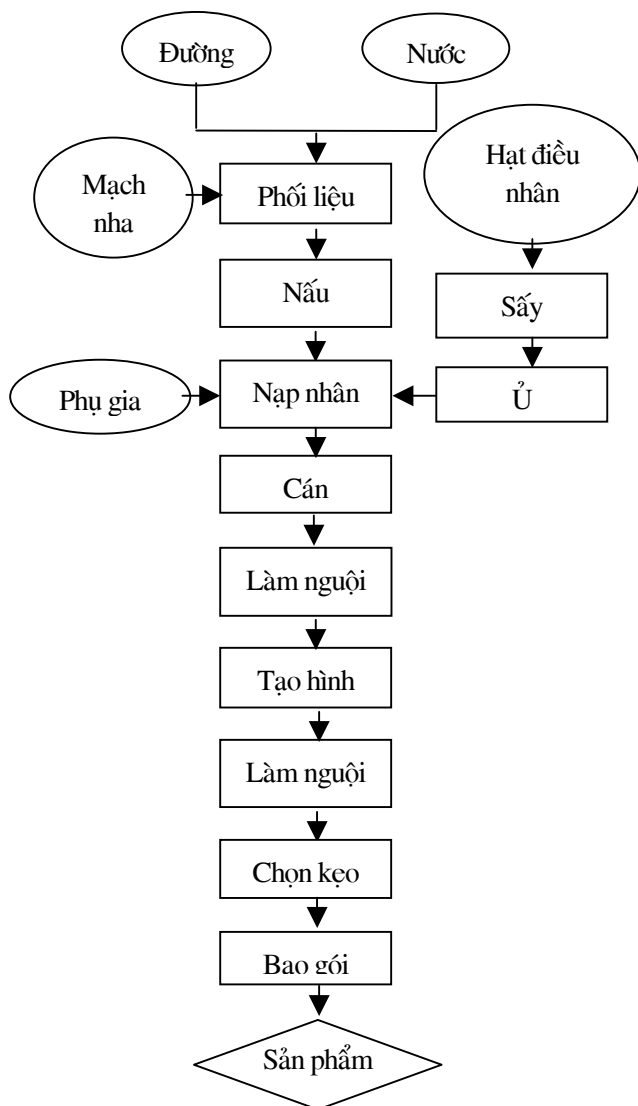 Đường
Nước
Hạt điều
nhân
Mạch
nha
Phối liệu
Nấu
Sấy
Phụ gia
Nạp nhân
Ủ
Cán
Làm nguội
Tạo hình
Làm nguội
Chọn kẹo
Bao gói
Sản phẩm